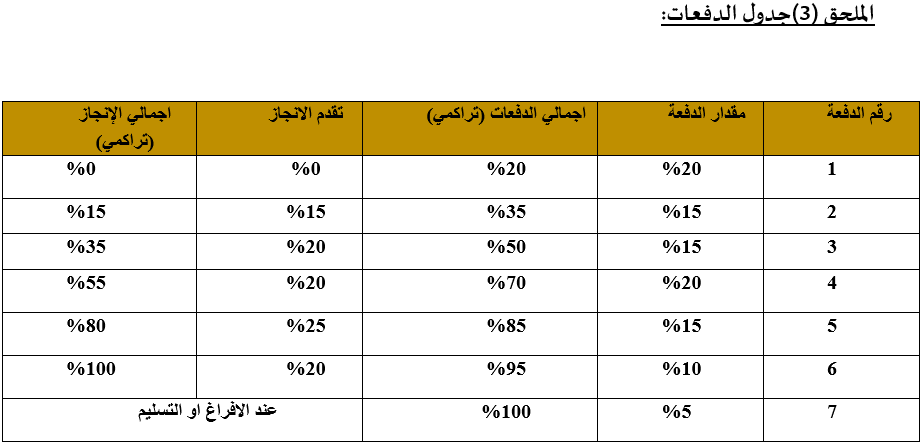 الملحق (3)جدول الدفعات:
رقم الدفعة مقدار الدفعة اجمالي الدفعات (تراكمي) تقدم الانجاز اجمالي الإنجاز
(تراكمي)
1 %20 %20 %0 %0
2 %15 %35 %15 %15
3 %15 %50 %20 %35
4 %20 %70 %20 %55
5 %15 %85 %25 %80
6 %10 %95 %20 %100
7 %5 %100 عند الافراغ او التسليم